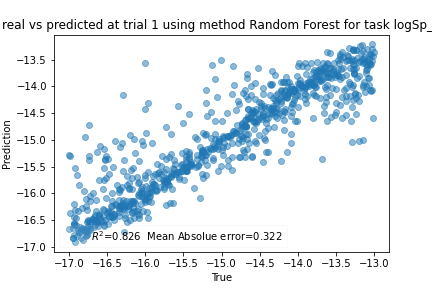 real vs predicted at trial 1 using method Random Forest for task logSp_
−13.5
−14.0
−14.5
−15.0
−15.5
−16.0
−16.5
−17.0
Prediction
R²=0.826 Mean Absolue error=0.322
−17.0 −16.5 −16.0 −15.5 −15.0 −14.5 −14.0 −13.5 −13.0
True